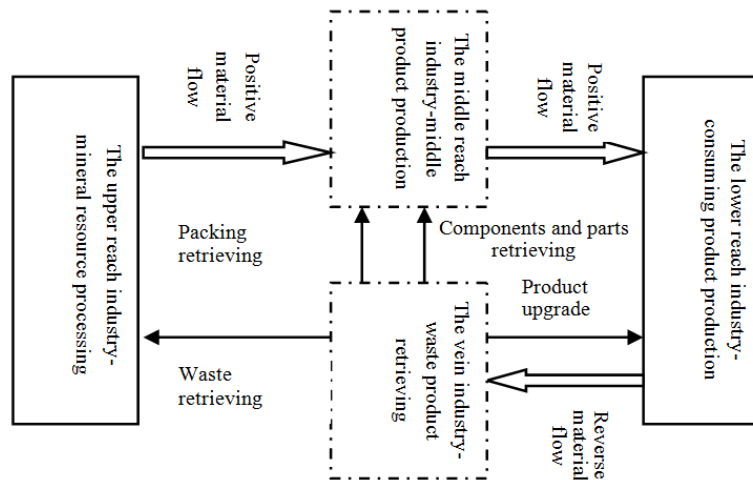 The upper reach industry-
mineral resource processing
Positive
material
flow
The middle reach
industry-middle
product production
Positive
material
flow
The lower reach industry-
consuming product production
Packing
retrieving
Components and parts
retrieving
Product
upgrade
Waste
retrieving
The vein industry-
waste product
retrieving
Reverse
material
flow